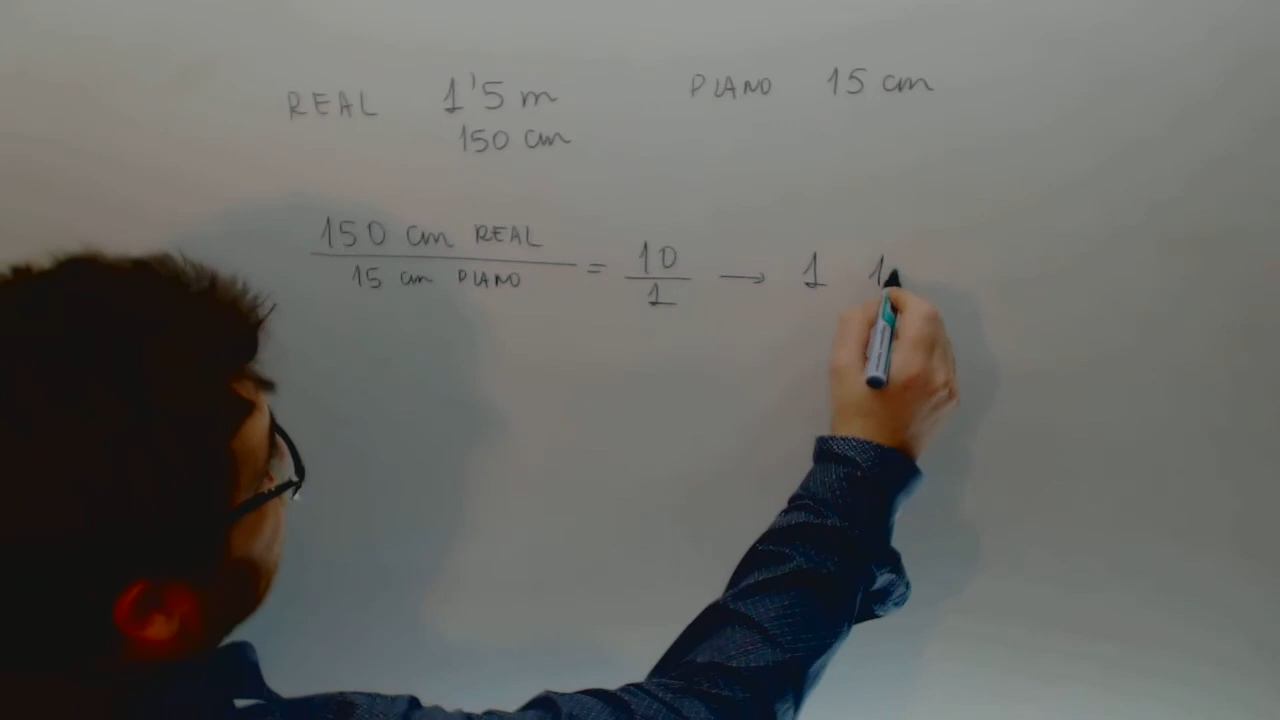 REAL 1'5 m PLANO 15 cm
150 cm
150 cm REAL
15 cm PLANO
= 10/1 → 1 1